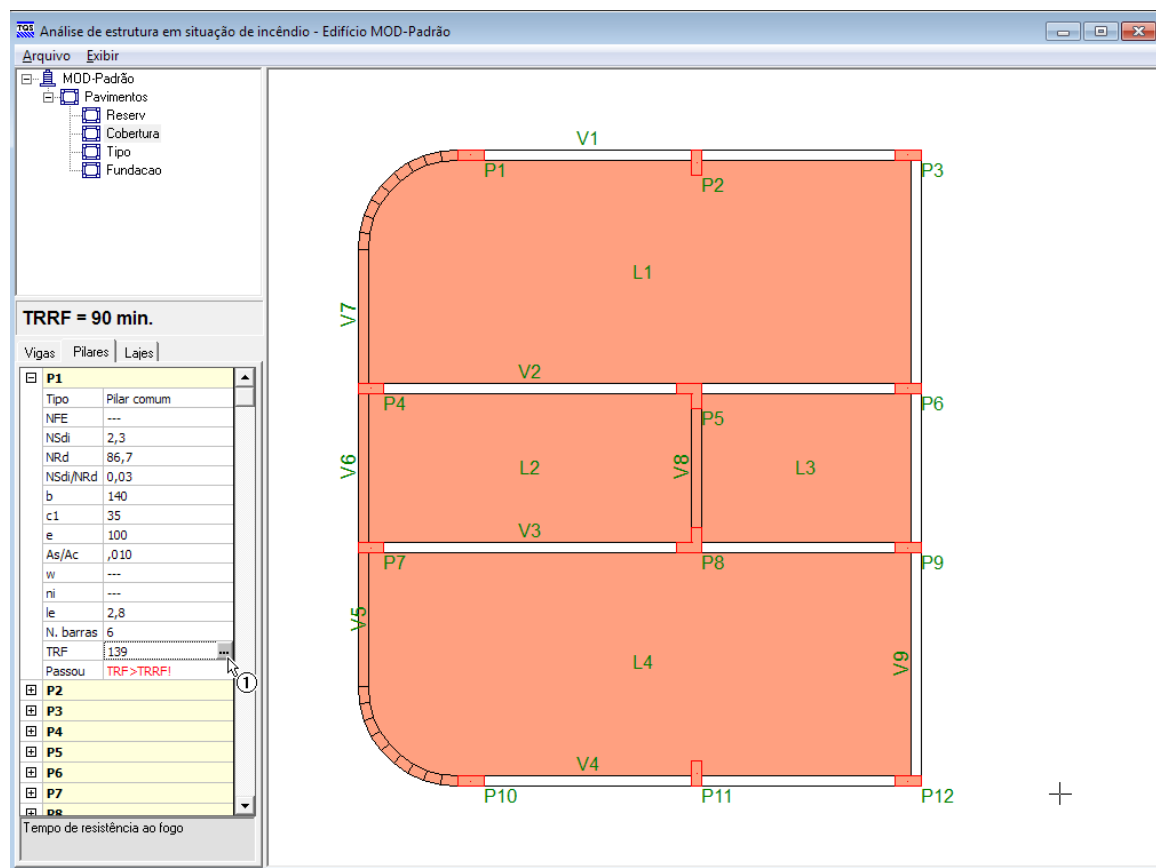 TQS Análise de estrutura em situação de incêndio - Edifício MOD-Padrão
Arquivo Exibir
MOD-Padrão
Pavimentos
Reserv
Cobertura
Tipo
Fundacao
TRRF = 90 min.
Vigas Pilares Lajes
P1
Tipo Pilar comum
NFE ---
NSdi 2,3
NRd 86,7
NSdi/NRd 0,03
b 140
c1 35
e 100
As/Ac ,010
w ---
ni ---
le 2,8
N. barras 6
TRF 139 ...
Passou TRF>TRRF!
1
P2
P3
P4
P5
P6
P7
P8
Tempo de resistência ao fogo
V1
P1 P2 P3
L1
V7
V2
P4 P5 P6
V6 L2 V8 L3
V3
P7 P8 P9
V5 L4 V9
V4
P10 P11 P12